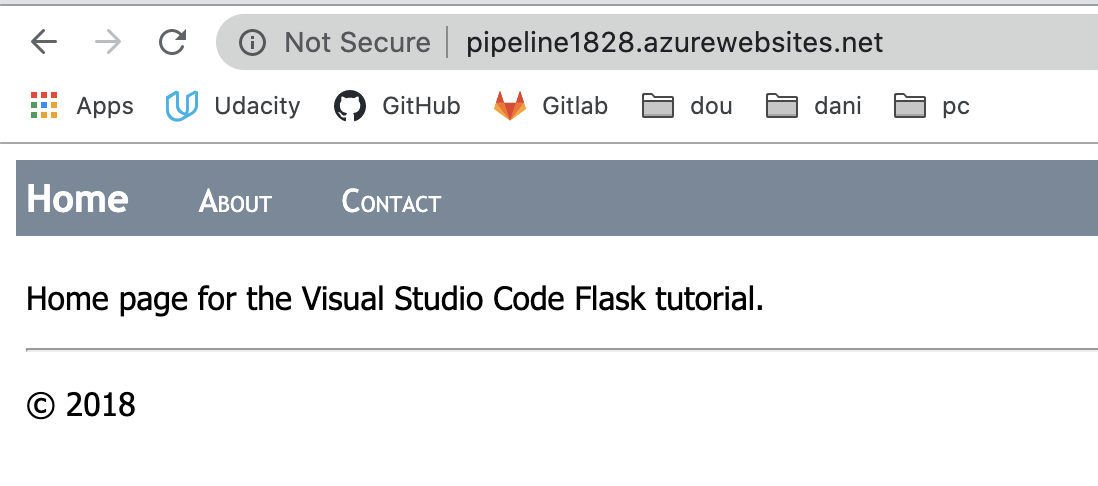 Not Secure | pipeline1828.azurewebsites.net
Apps Udacity GitHub Gitlab dou dani pc
Home About Contact
Home page for the Visual Studio Code Flask tutorial.
© 2018